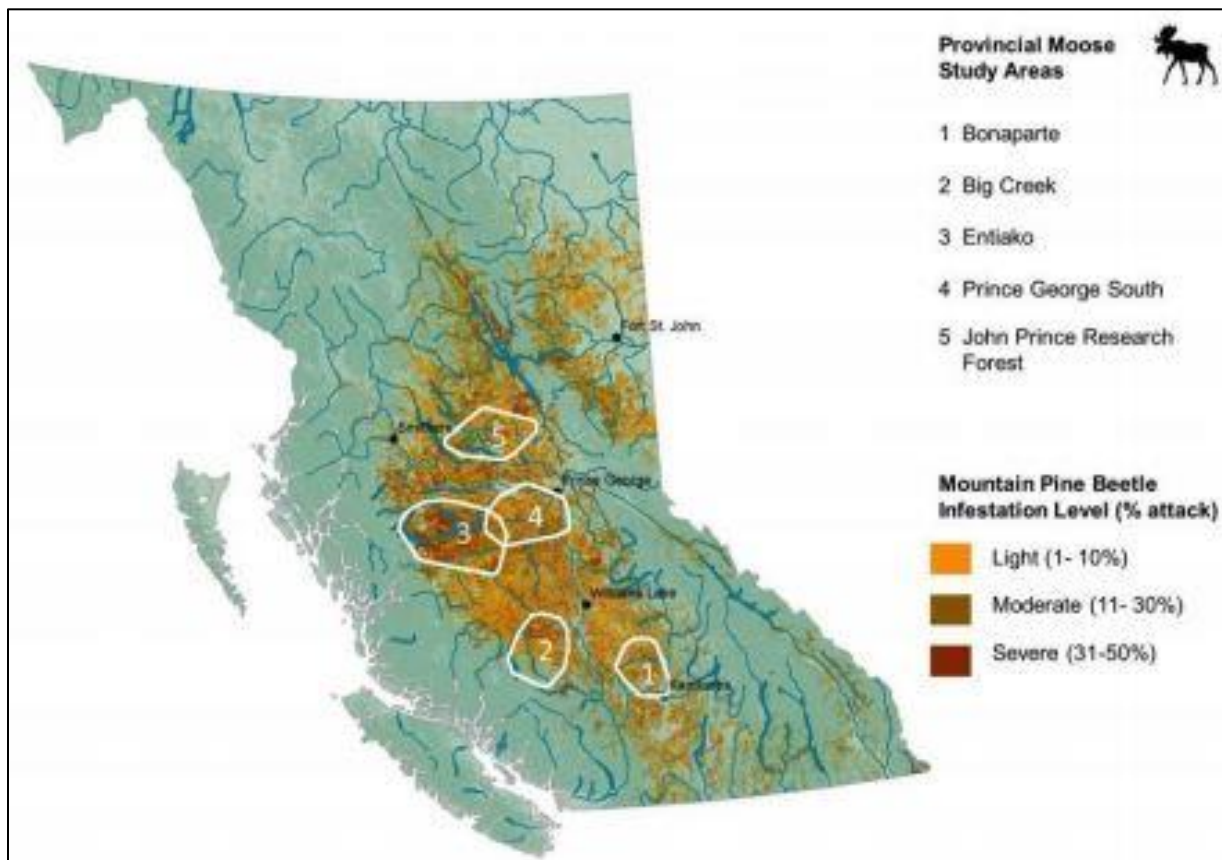 Provincial Moose
Study Areas
1 Bonaparte
2 Big Creek
3 Entiako
4 Prince George South
5 John Prince Research
Forest
Fort St. John
Smithers
5
Prince George
4
3
Williams Lake
2
1
Kamloops
Mountain Pine Beetle
Infestation Level (% attack)
Light (1- 10%)
Moderate (11- 30%)
Severe (31-50%)